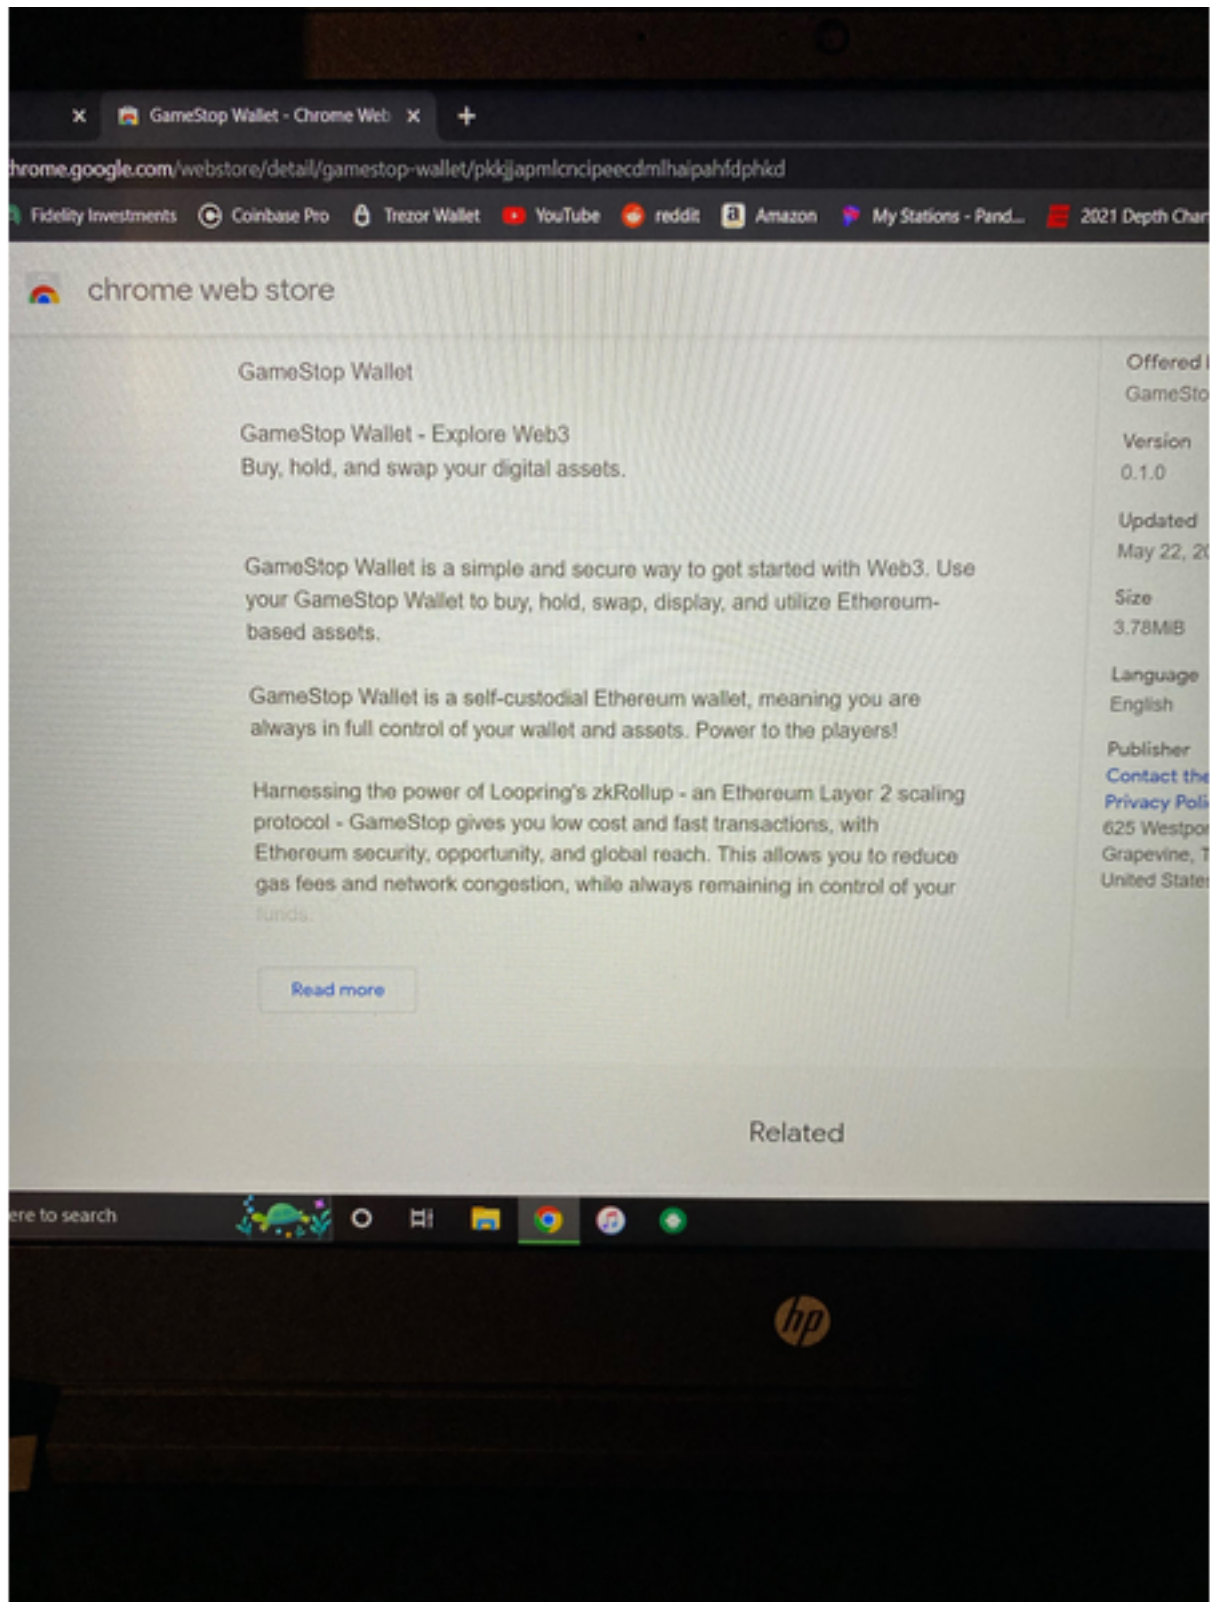 GameStop Wallet - Chrome Web
hrome.google.com/webstore/detail/gamestop-wallet/pkkjjapmlcncipeecdmlhaipahfdphkd
Fidelity Investments Coinbase Pro Trezor Wallet YouTube reddit Amazon My Stations - Pand... 2021 Depth Char
chrome web store
GameStop Wallet
GameStop Wallet - Explore Web3
Buy, hold, and swap your digital assets.
GameStop Wallet is a simple and secure way to get started with Web3. Use
your GameStop Wallet to buy, hold, swap, display, and utilize Ethereum-
based assets.
GameStop Wallet is a self-custodial Ethereum wallet, meaning you are
always in full control of your wallet and assets. Power to the players!
Harnessing the power of Loopring's zkRollup - an Ethereum Layer 2 scaling
protocol - GameStop gives you low cost and fast transactions, with
Ethereum security, opportunity, and global reach. This allows you to reduce
gas fees and network congestion, while always remaining in control of your
funds.
Read more
Offered
GameSto
Version
0.1.0
Updated
May 22, 20
Size
3.78MiB
Language
English
Publisher
Contact the
Privacy Poli
625 Westpor
Grapevine, T
United State
Related
ere to search
hp